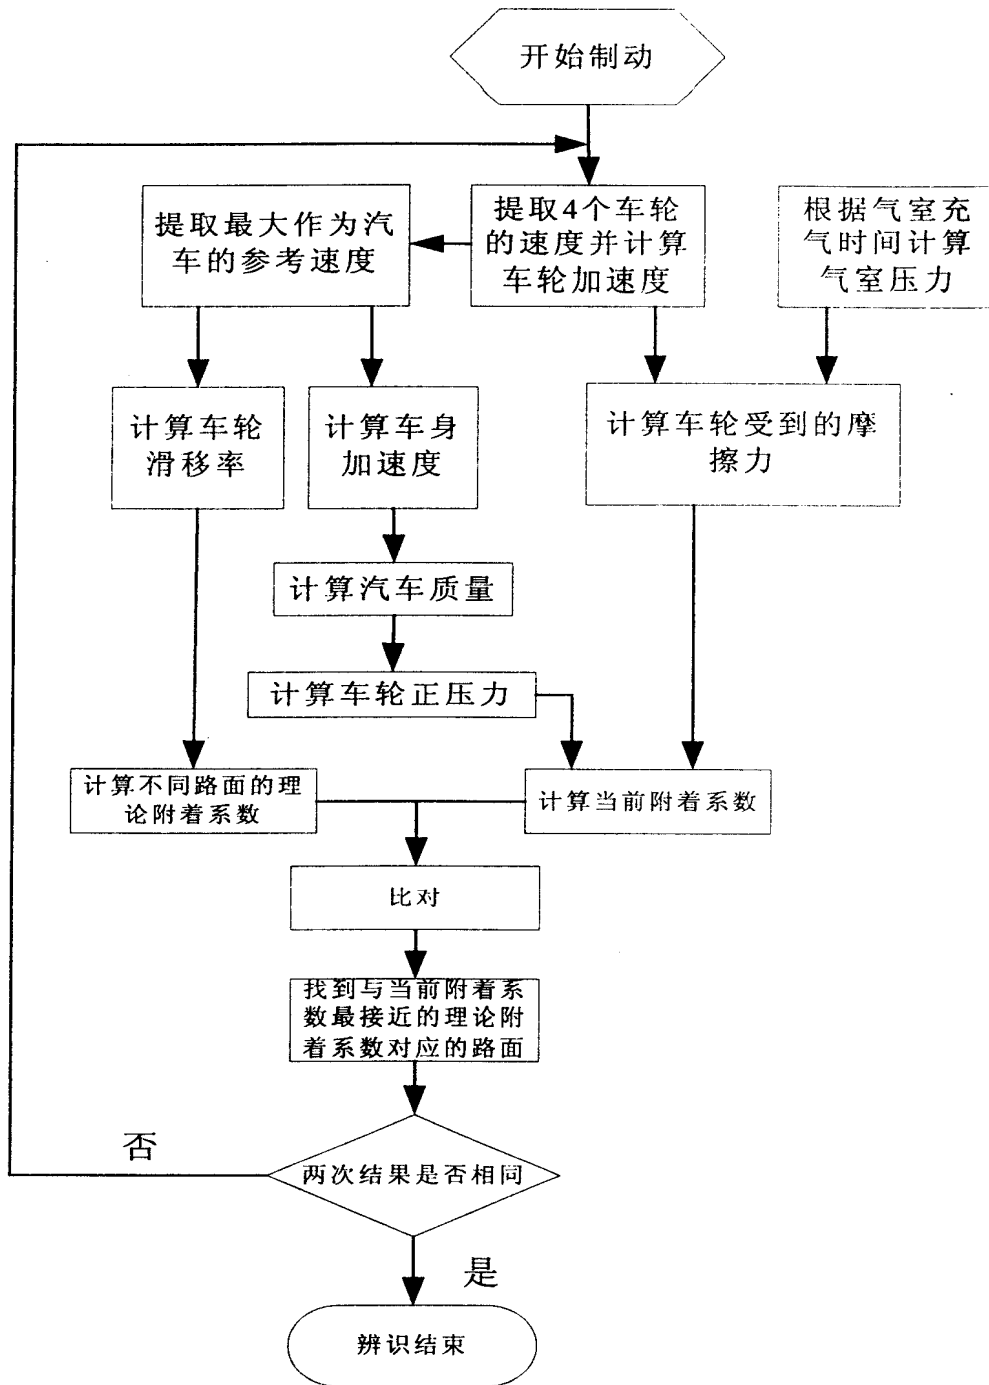 开始制动
提取最大作为汽
车的参考速度
提取4个车轮
的速度并计算
车轮加速度
根据气室充
气时间计算
气室压力
计算车轮
滑移率
计算车身
加速度
计算车轮受到的摩
擦力
计算汽车质量
计算车轮正压力
计算不同路面的理
论附着系数
计算当前附着系数
比对
找到与当前附着系
数最接近的理论附
着系数对应的路面
否
两次结果是否相同
是
辨识结束